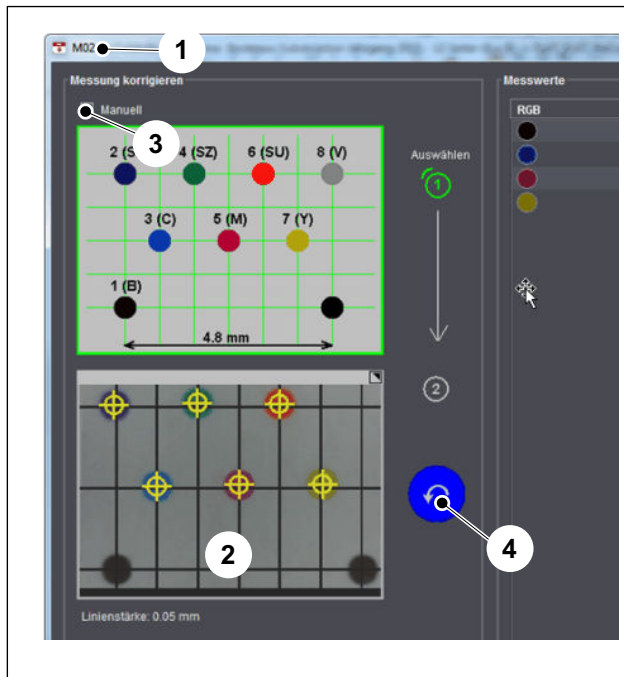 M02
1
Messung korrigieren
Messwerte
Manuell
3
RGB
2 (S
4 (SZ)
6 (SU)
8 (V)
Auswählen
1
3 (C)
5 (M)
7 (Y)
1 (B)
4.8 mm
2
2
4
Linienstärke: 0.05 mm